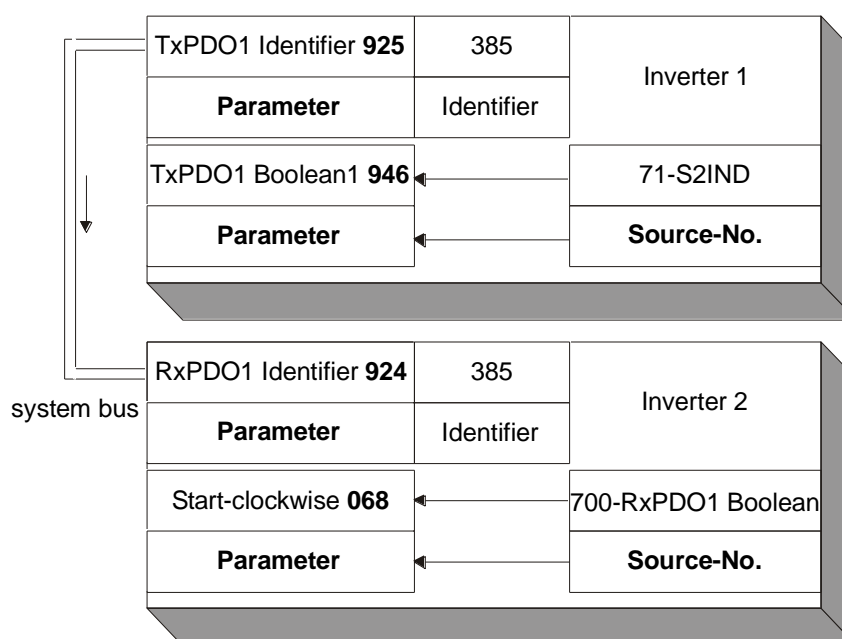 TxPDO1 Identifier 925
385
Inverter 1
Parameter
Identifier
TxPDO1 Boolean1 946
71-S2IND
Parameter
Source-No.
RxPDO1 Identifier 924
385
Inverter 2
system bus
Parameter
Identifier
Start-clockwise 068
700-RxPDO1 Boolean
Parameter
Source-No.